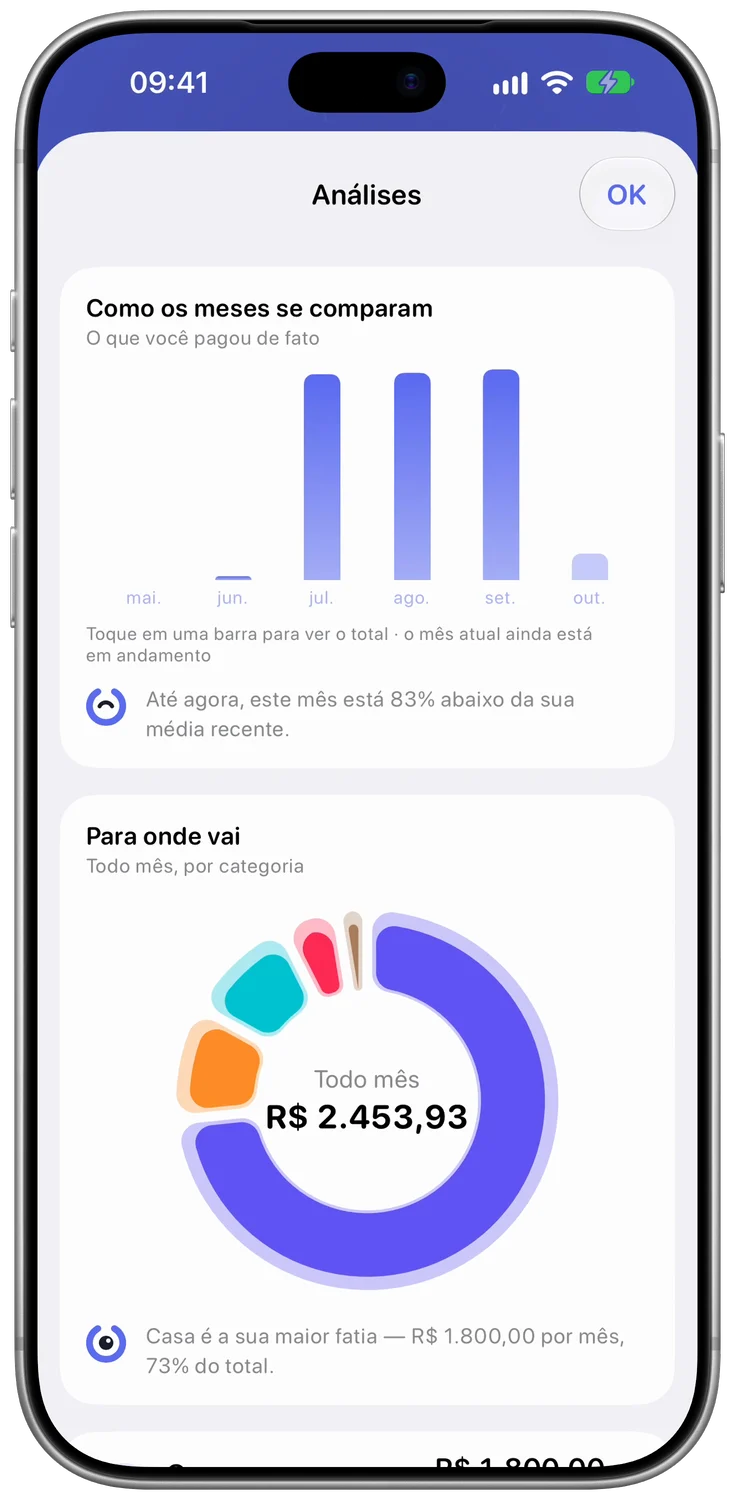 09:41
Análises
OK
Como os meses se comparam
O que você pagou de fato
mai. jun. jul. ago. set. out.
Toque em uma barra para ver o total · o mês atual ainda está
em andamento
Até agora, este mês está 83% abaixo da sua
média recente.
Para onde vai
Todo mês, por categoria
Todo mês
R$ 2.453,93
Casa é a sua maior fatia — R$ 1.800,00 por mês,
73% do total.
R$ 1.800,00